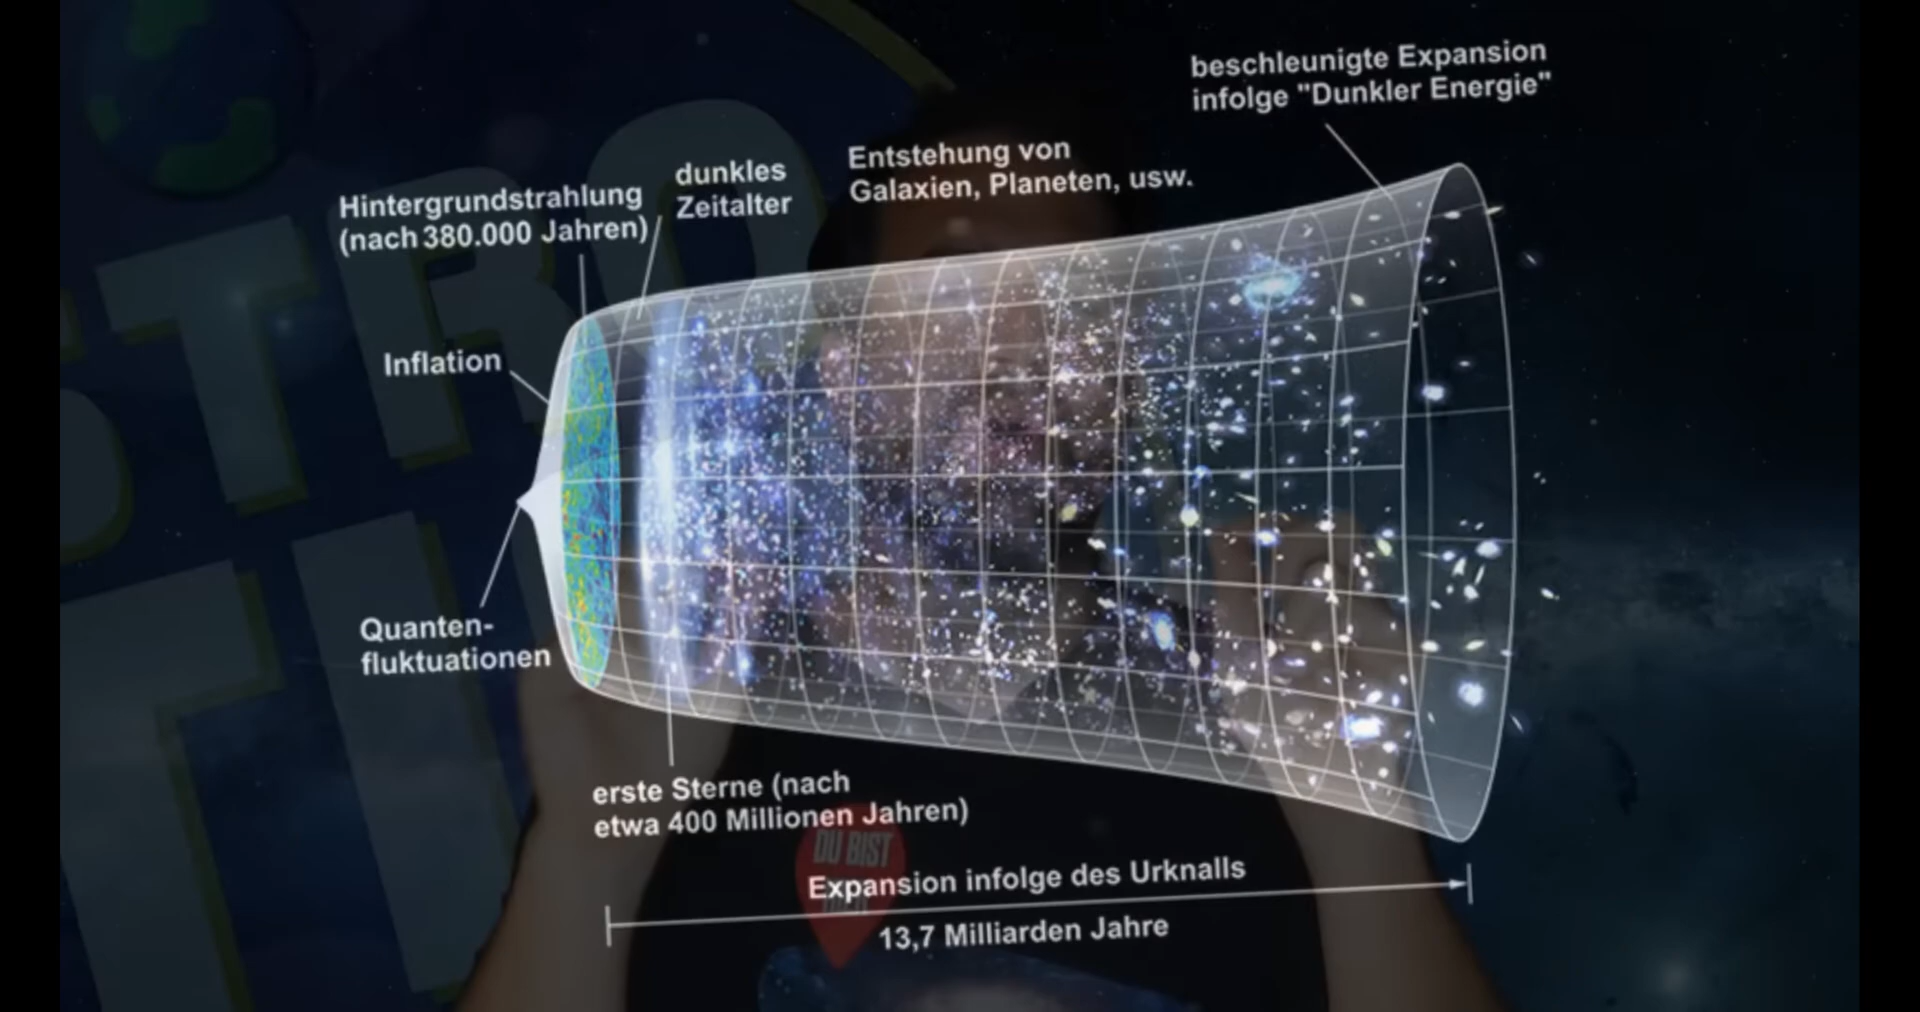 beschleunigte Expansion
infolge "Dunkler Energie"
Entstehung von
Galaxien, Planeten, usw.
dunkles
Zeitalter
Hintergrundstrahlung
(nach 380.000 Jahren)
Inflation
Quanten-
fluktuationen
erste Sterne (nach
etwa 400 Millionen Jahren)
DU BIST
Expansion infolge des Urknalls
13,7 Milliarden Jahre